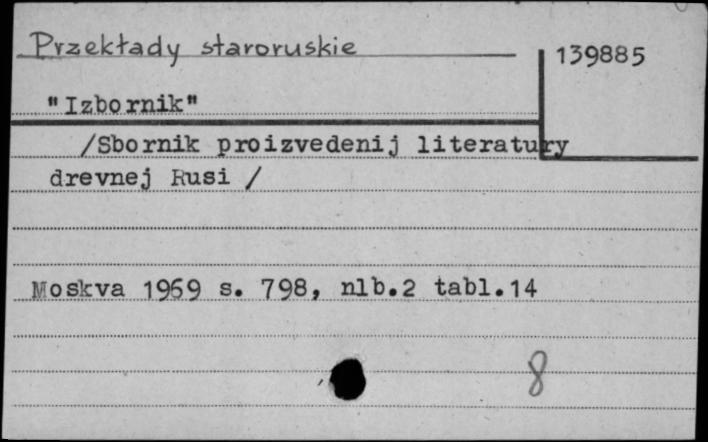 Przekłady staroruskie
139885
"Izbornik"
/Sbornik proizvedenij literatury
drevnej Rusi /
Moskva 1969 s. 798, nlb.2 tabl.14
8